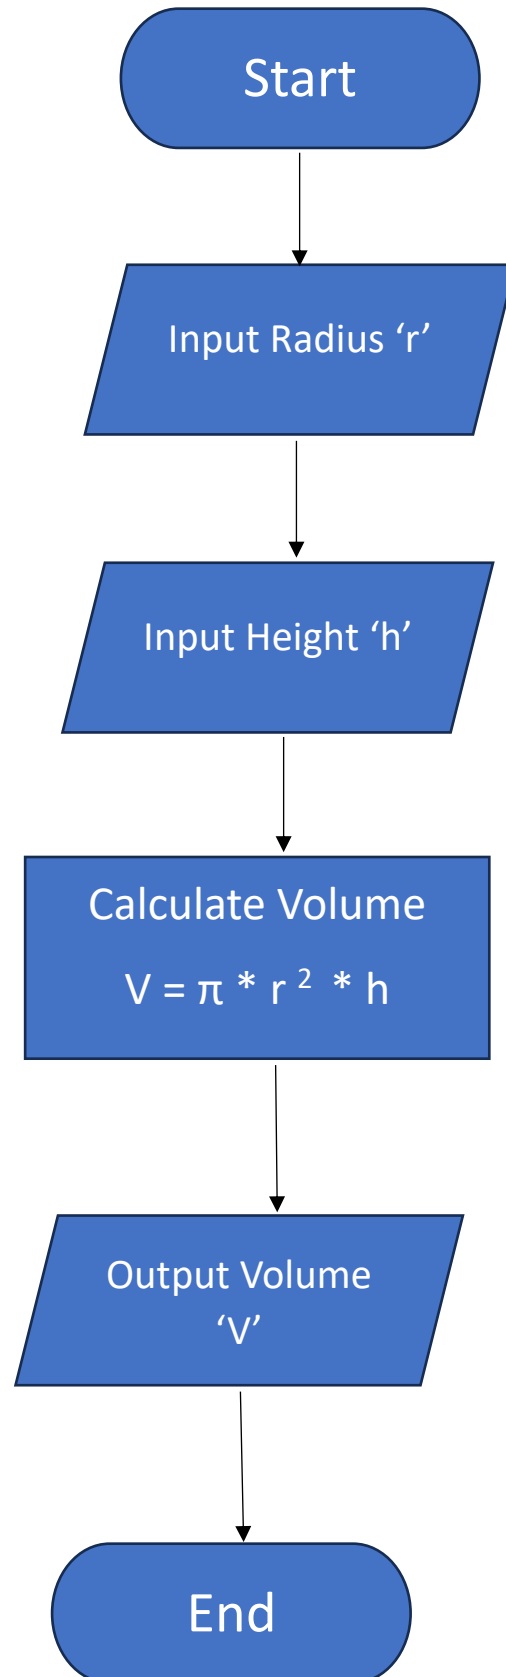 Start
Input Radius ‘r’
Input Height ‘h’
Calculate Volume
V = π * r ² * h
Output Volume
‘V’
End